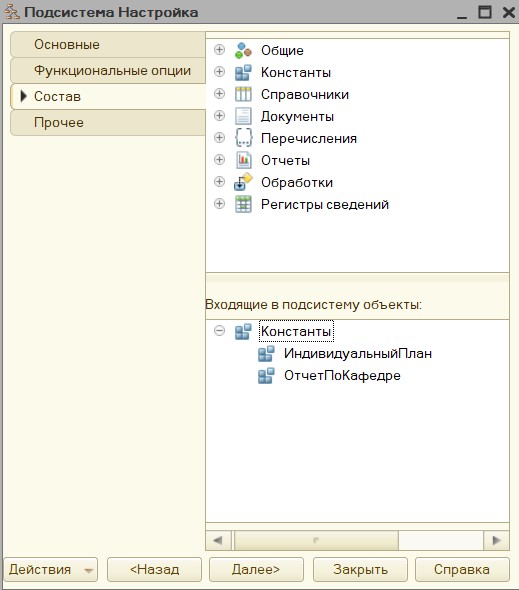 Подсистема Настройка
Основные
Функциональные опции
Состав
Прочее
Общие
Константы
Справочники
Документы
Перечисления
Отчеты
Обработки
Регистры сведений
Входящие в подсистему объекты:
Константы
ИндивидуальныйПлан
ОтчетПоКафедре
Действия
<Назад
Далее>
Закрыть
Справка